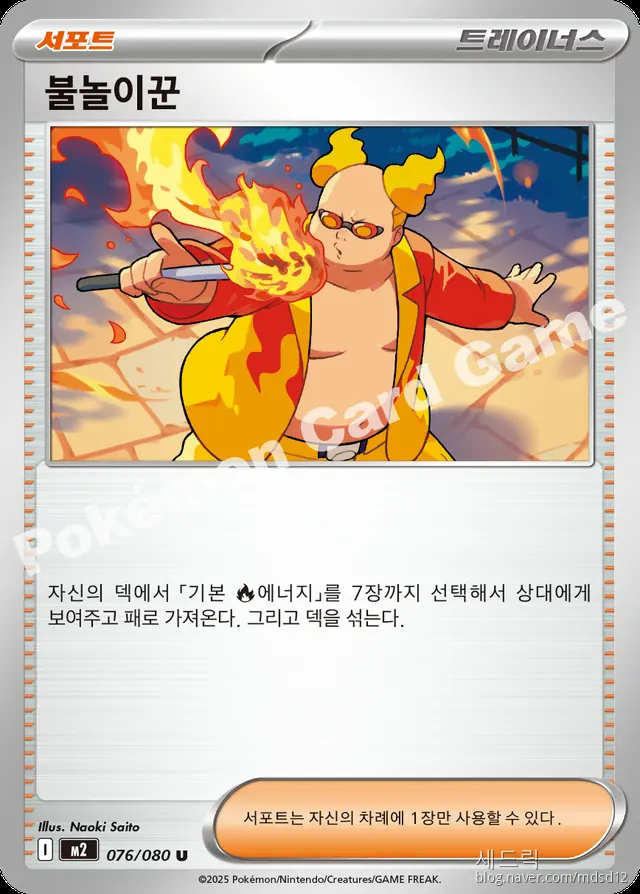 서포트
트레이너스
불놀이꾼
Pokémon Card Game
자신의 덱에서 「기본 에너지」를 7장까지 선택해서 상대에게
보여주고 패로 가져온다. 그리고 덱을 섞는다.
서포트는 자신의 차례에 1장만 사용할 수 있다.
Illus. Naoki Saito
I M2 076/080 U
©2025 Pokémon/Nintendo/Creatures/GAME FREAK.
세드릭
blog.naver.com/mdsd12